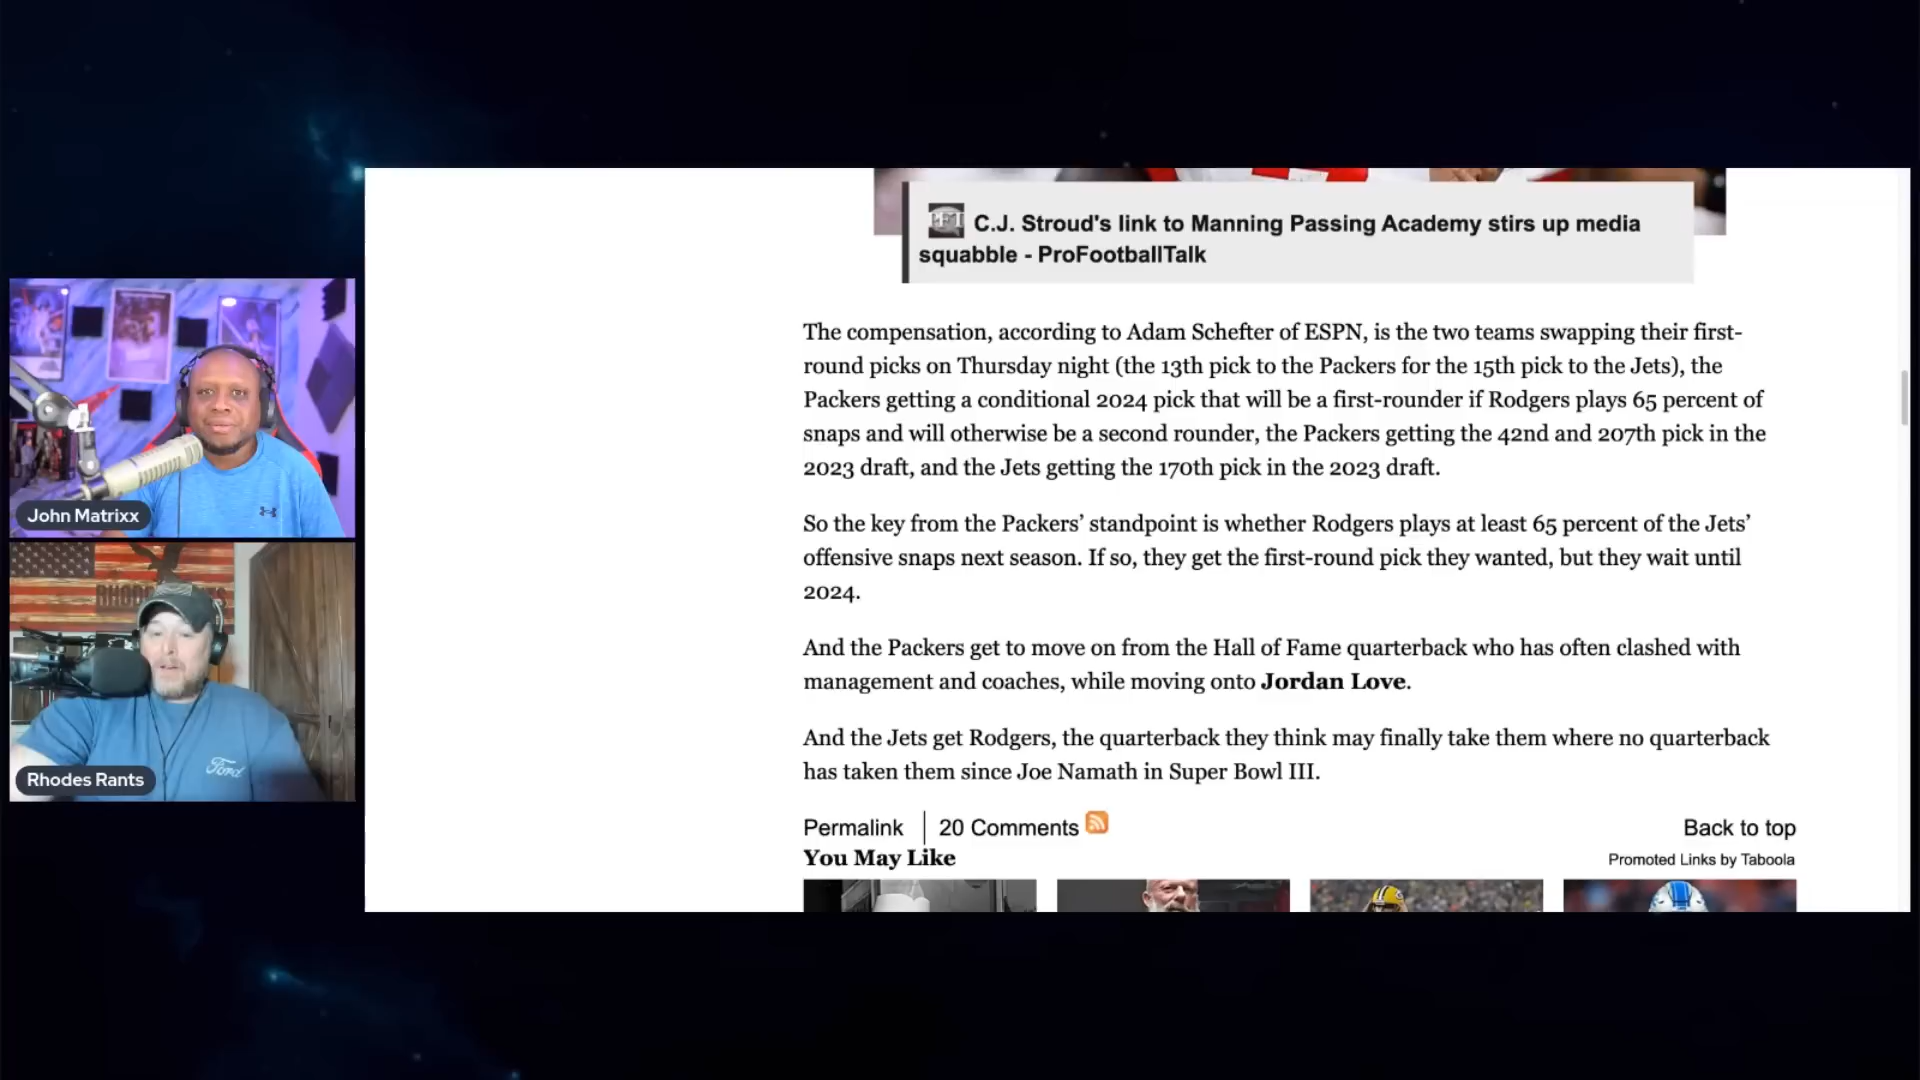 C.J. Stroud's link to Manning Passing Academy stirs up media
squabble - ProFootballTalk
The compensation, according to Adam Schefter of ESPN, is the two teams swapping their first-
round picks on Thursday night (the 13th pick to the Packers for the 15th pick to the Jets), the
Packers getting a conditional 2024 pick that will be a first-rounder if Rodgers plays 65 percent of
snaps and will otherwise be a second rounder, the Packers getting the 42nd and 207th pick in the
2023 draft, and the Jets getting the 170th pick in the 2023 draft.
So the key from the Packers’ standpoint is whether Rodgers plays at least 65 percent of the Jets’
offensive snaps next season. If so, they get the first-round pick they wanted, but they wait until
2024.
And the Packers get to move on from the Hall of Fame quarterback who has often clashed with
management and coaches, while moving onto Jordan Love.
And the Jets get Rodgers, the quarterback they think may finally take them where no quarterback
has taken them since Joe Namath in Super Bowl III.
Permalink
20 Comments
Back to top
You May Like
Promoted Links by Taboola
John Matrixx
Ford
Rhodes Rants